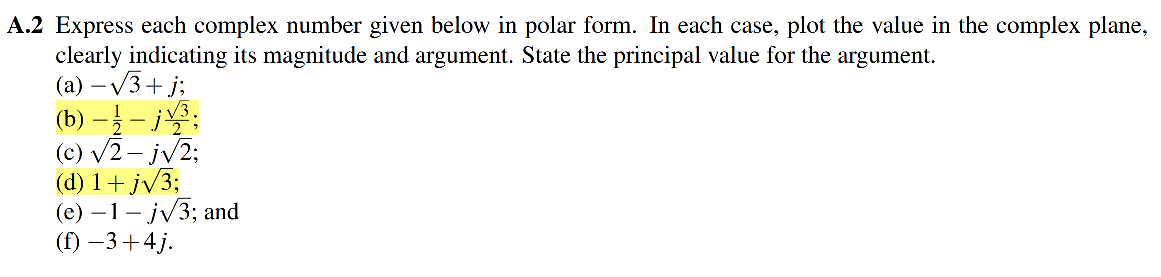 A.2 Express each complex number given below in polar form. In each case, plot the value in the complex plane,
clearly indicating its magnitude and argument. State the principal value for the argument.
(a) −√3 + j;
(b) −1/2 − j√3/2;
(c) √2 − j√2;
(d) 1 + j√3;
(e) −1 − j√3; and
(f) −3 + 4j.